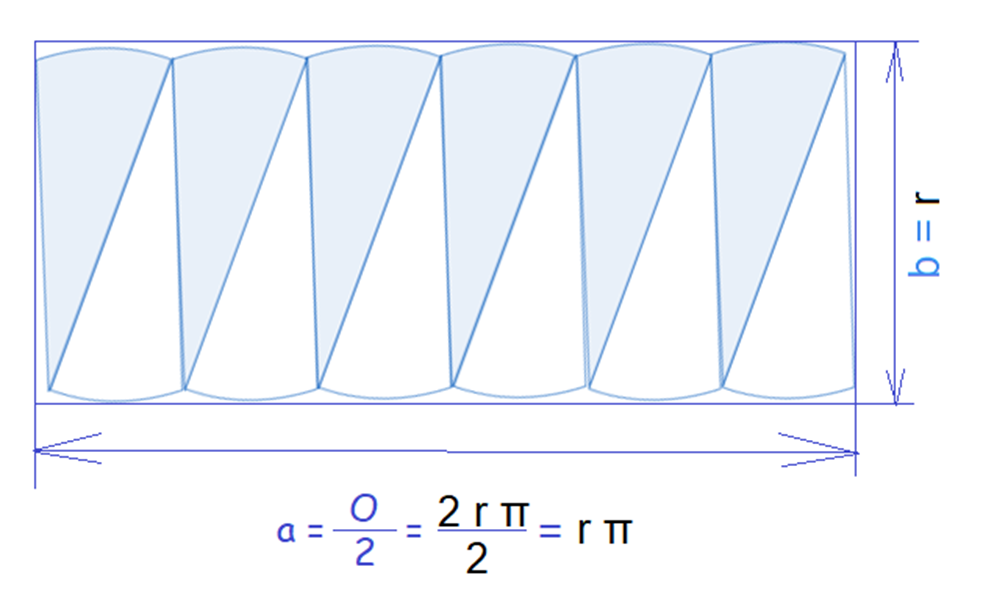 b = r
a = O/2 = 2 r π/2 = r π